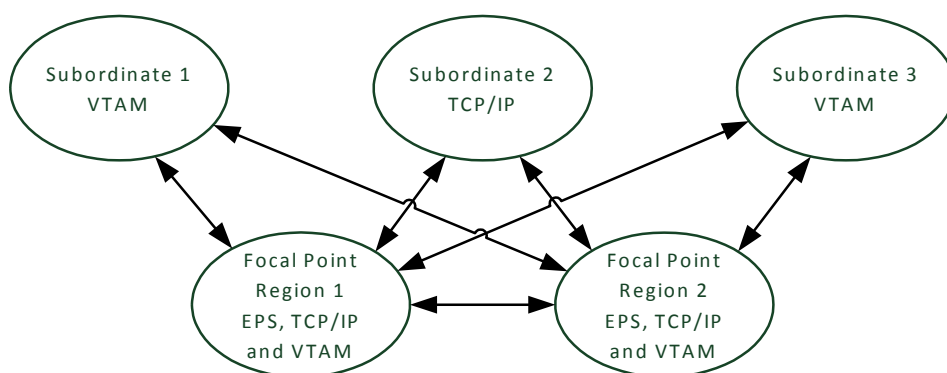 Subordinate 1
VTAM
Subordinate 2
TCP/IP
Subordinate 3
VTAM
Focal Point
Region 1
EPS, TCP/IP
and VTAM
Focal Point
Region 2
EPS, TCP/IP
and VTAM